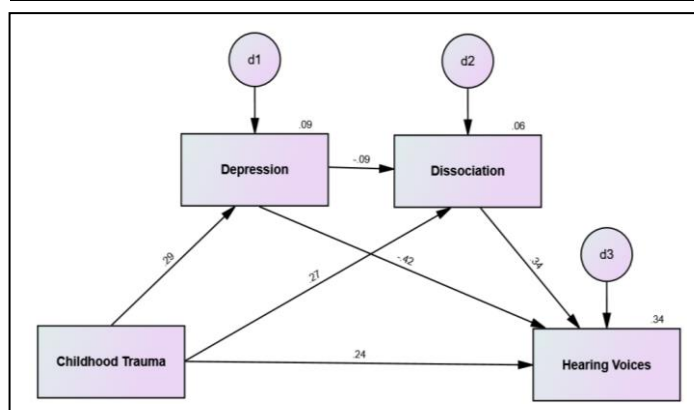 d1
d2
.09
.06
Depression
-.09
Dissociation
.29
.27
-.42
.34
d3
.34
Childhood Trauma
.24
Hearing Voices